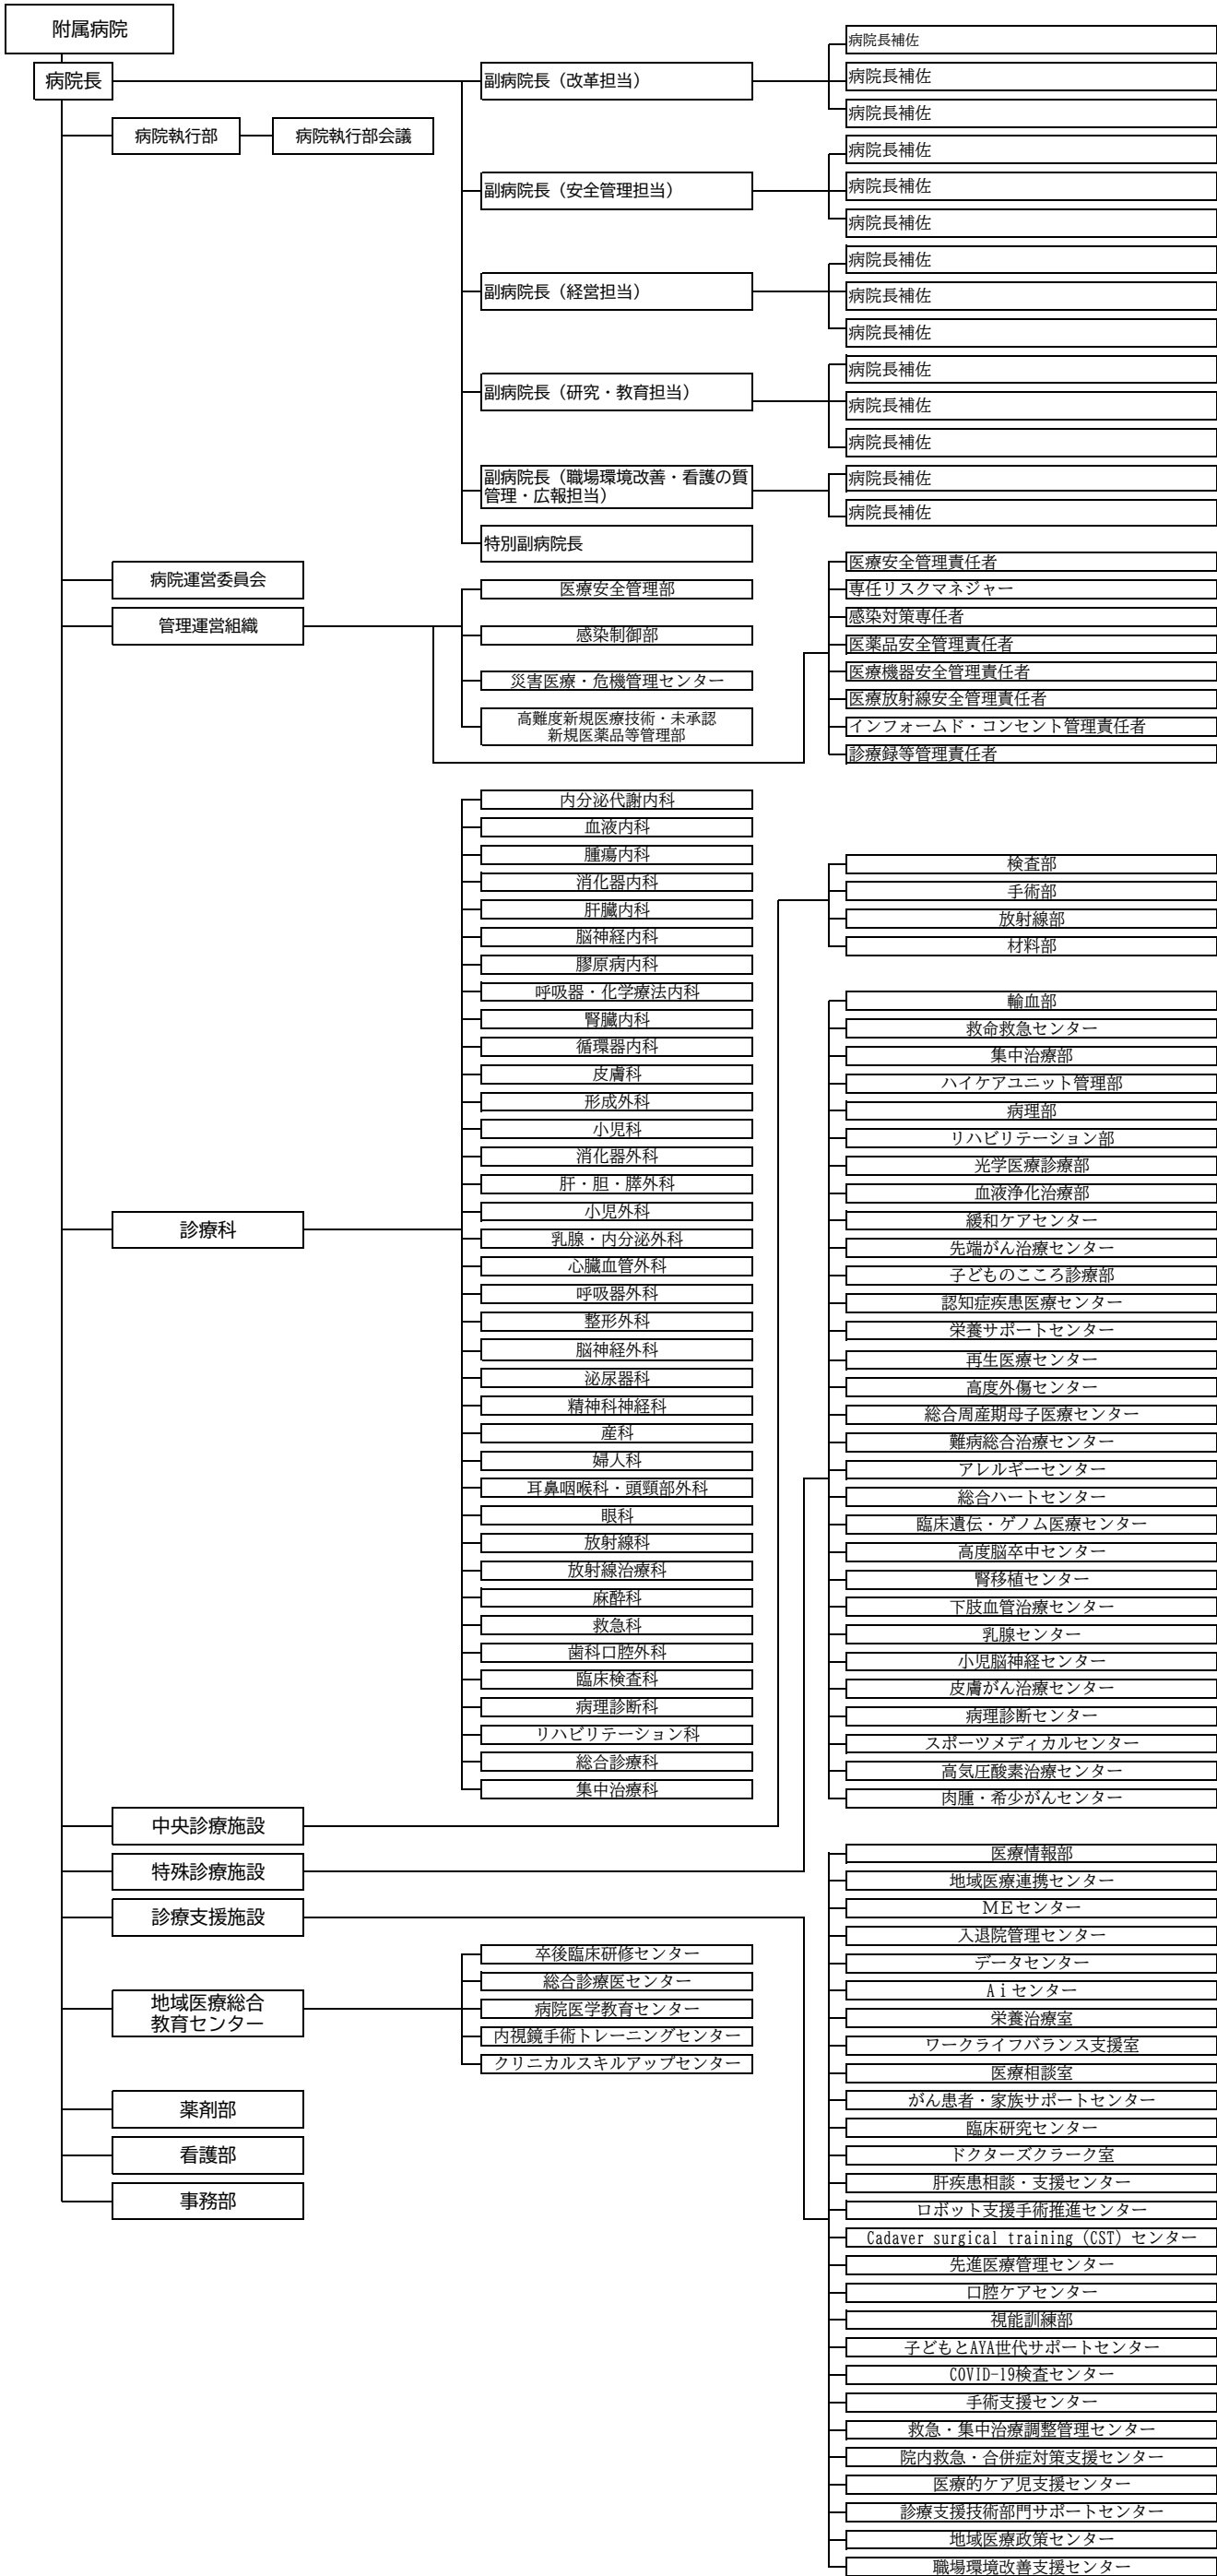 附属病院
病院長
病院執行部
病院執行部会議
副病院長（改革担当）
病院長補佐
病院長補佐
病院長補佐
副病院長（安全管理担当）
病院長補佐
病院長補佐
病院長補佐
副病院長（経営担当）
病院長補佐
病院長補佐
病院長補佐
副病院長（研究・教育担当）
病院長補佐
病院長補佐
病院長補佐
副病院長（職場環境改善・看護の質
管理・広報担当）
病院長補佐
病院長補佐
特別副病院長
病院運営委員会
管理運営組織
医療安全管理部
感染制御部
災害医療・危機管理センター
高難度新規医療技術・未承認
新規医薬品等管理部
医療安全管理責任者
専任リスクマネジャー
感染対策専任者
医薬品安全管理責任者
医療機器安全管理責任者
医療放射線安全管理責任者
インフォームド・コンセント管理責任者
診療録等管理責任者
診療科
内分泌代謝内科
血液内科
腫瘍内科
消化器内科
肝臓内科
脳神経内科
膠原病内科
呼吸器・化学療法内科
腎臓内科
循環器内科
皮膚科
形成外科
小児科
消化器外科
肝・胆・膵外科
小児外科
乳腺・内分泌外科
心臓血管外科
呼吸器外科
整形外科
脳神経外科
泌尿器科
精神科神経科
産科
婦人科
耳鼻咽喉科・頭頸部外科
眼科
放射線科
放射線治療科
麻酔科
救急科
歯科口腔外科
臨床検査科
病理診断科
リハビリテーション科
総合診療科
集中治療科
中央診療施設
検査部
手術部
放射線部
材料部
特殊診療施設
輸血部
救命救急センター
集中治療部
ハイケアユニット管理部
病理部
リハビリテーション部
光学医療診療部
血液浄化治療部
緩和ケアセンター
先端がん治療センター
子どものこころ診療部
認知症疾患医療センター
栄養サポートセンター
再生医療センター
高度外傷センター
総合周産期母子医療センター
難病総合治療センター
アレルギーセンター
総合ハートセンター
臨床遺伝・ゲノム医療センター
高度脳卒中センター
腎移植センター
下肢血管治療センター
乳腺センター
小児脳神経センター
皮膚がん治療センター
病理診断センター
スポーツメディカルセンター
高気圧酸素治療センター
肉腫・希少がんセンター
診療支援施設
医療情報部
地域医療連携センター
ＭＥセンター
入退院管理センター
データセンター
Ａｉセンター
栄養治療室
ワークライフバランス支援室
医療相談室
がん患者・家族サポートセンター
臨床研究センター
ドクターズクラーク室
肝疾患相談・支援センター
ロボット支援手術推進センター
Cadaver surgical training（CST）センター
先進医療管理センター
口腔ケアセンター
視能訓練部
子どもとAYA世代サポートセンター
COVID-19検査センター
手術支援センター
救急・集中治療調整管理センター
院内救急・合併症対策支援センター
医療的ケア児支援センター
診療支援技術部門サポートセンター
地域医療政策センター
職場環境改善支援センター
地域医療総合
教育センター
卒後臨床研修センター
総合診療医センター
病院医学教育センター
内視鏡手術トレーニングセンター
クリニカルスキルアップセンター
薬剤部
看護部
事務部